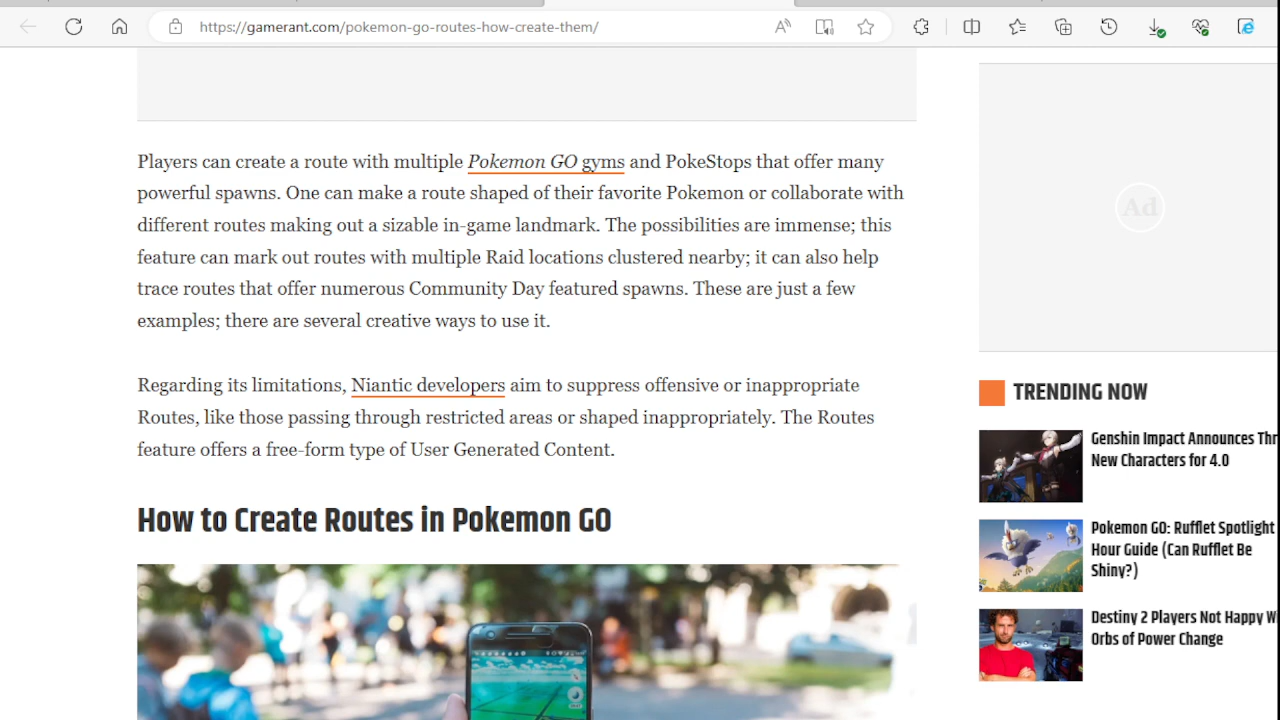 https://gamerant.com/pokemon-go-routes-how-create-them/
Players can create a route with multiple Pokemon GO gyms and PokeStops that offer many
powerful spawns. One can make a route shaped of their favorite Pokemon or collaborate with
different routes making out a sizable in-game landmark. The possibilities are immense; this
feature can mark out routes with multiple Raid locations clustered nearby; it can also help
trace routes that offer numerous Community Day featured spawns. These are just a few
examples; there are several creative ways to use it.
Regarding its limitations, Niantic developers aim to suppress offensive or inappropriate
Routes, like those passing through restricted areas or shaped inappropriately. The Routes
feature offers a free-form type of User Generated Content.
How to Create Routes in Pokemon GO
Ad
TRENDING NOW
Genshin Impact Announces Thr
New Characters for 4.0
Pokemon GO: Rufflet Spotlight
Hour Guide (Can Rufflet Be
Shiny?)
Destiny 2 Players Not Happy W
Orbs of Power Change